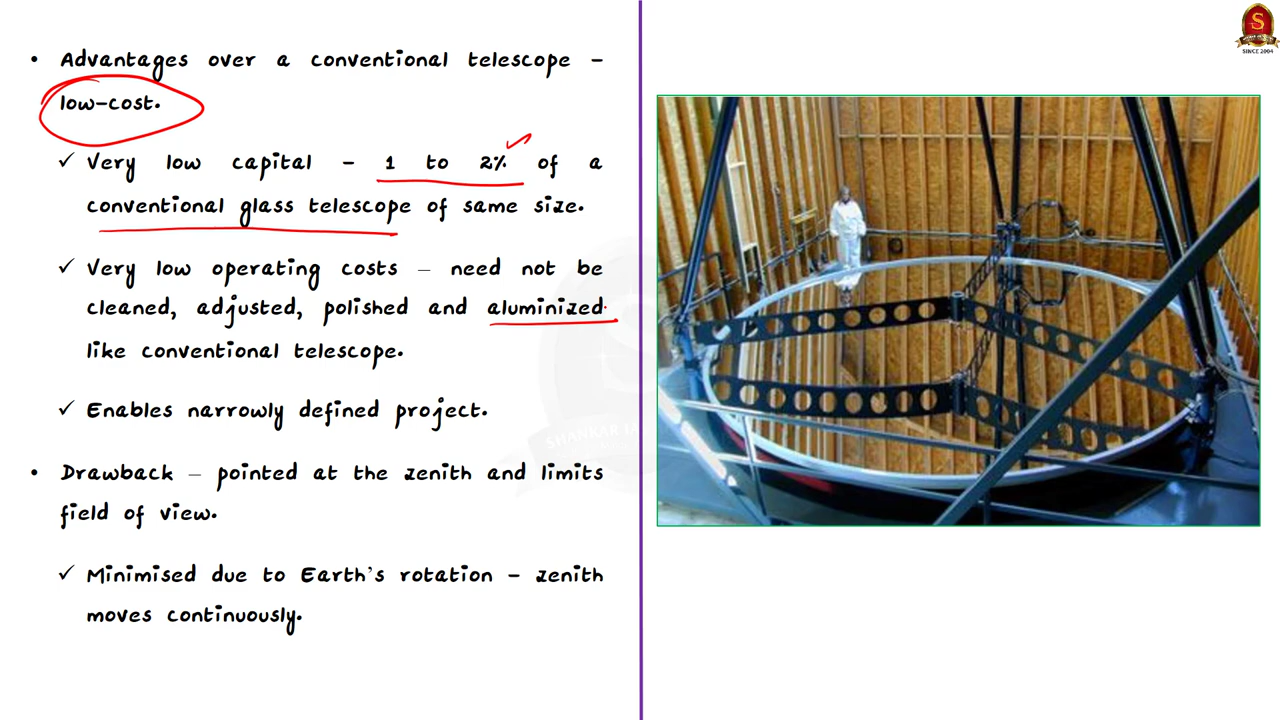 • Advantages over a conventional telescope –
low-cost.
✓ Very low capital – 1 to 2% of a
conventional glass telescope of same size.
✓ Very low operating costs – need not be
cleaned, adjusted, polished and aluminized
like conventional telescope.
✓ Enables narrowly defined project.
• Drawback – pointed at the zenith and limits
field of view.
✓ Minimised due to Earth's rotation – zenith
moves continuously.
S
SINCE 2004